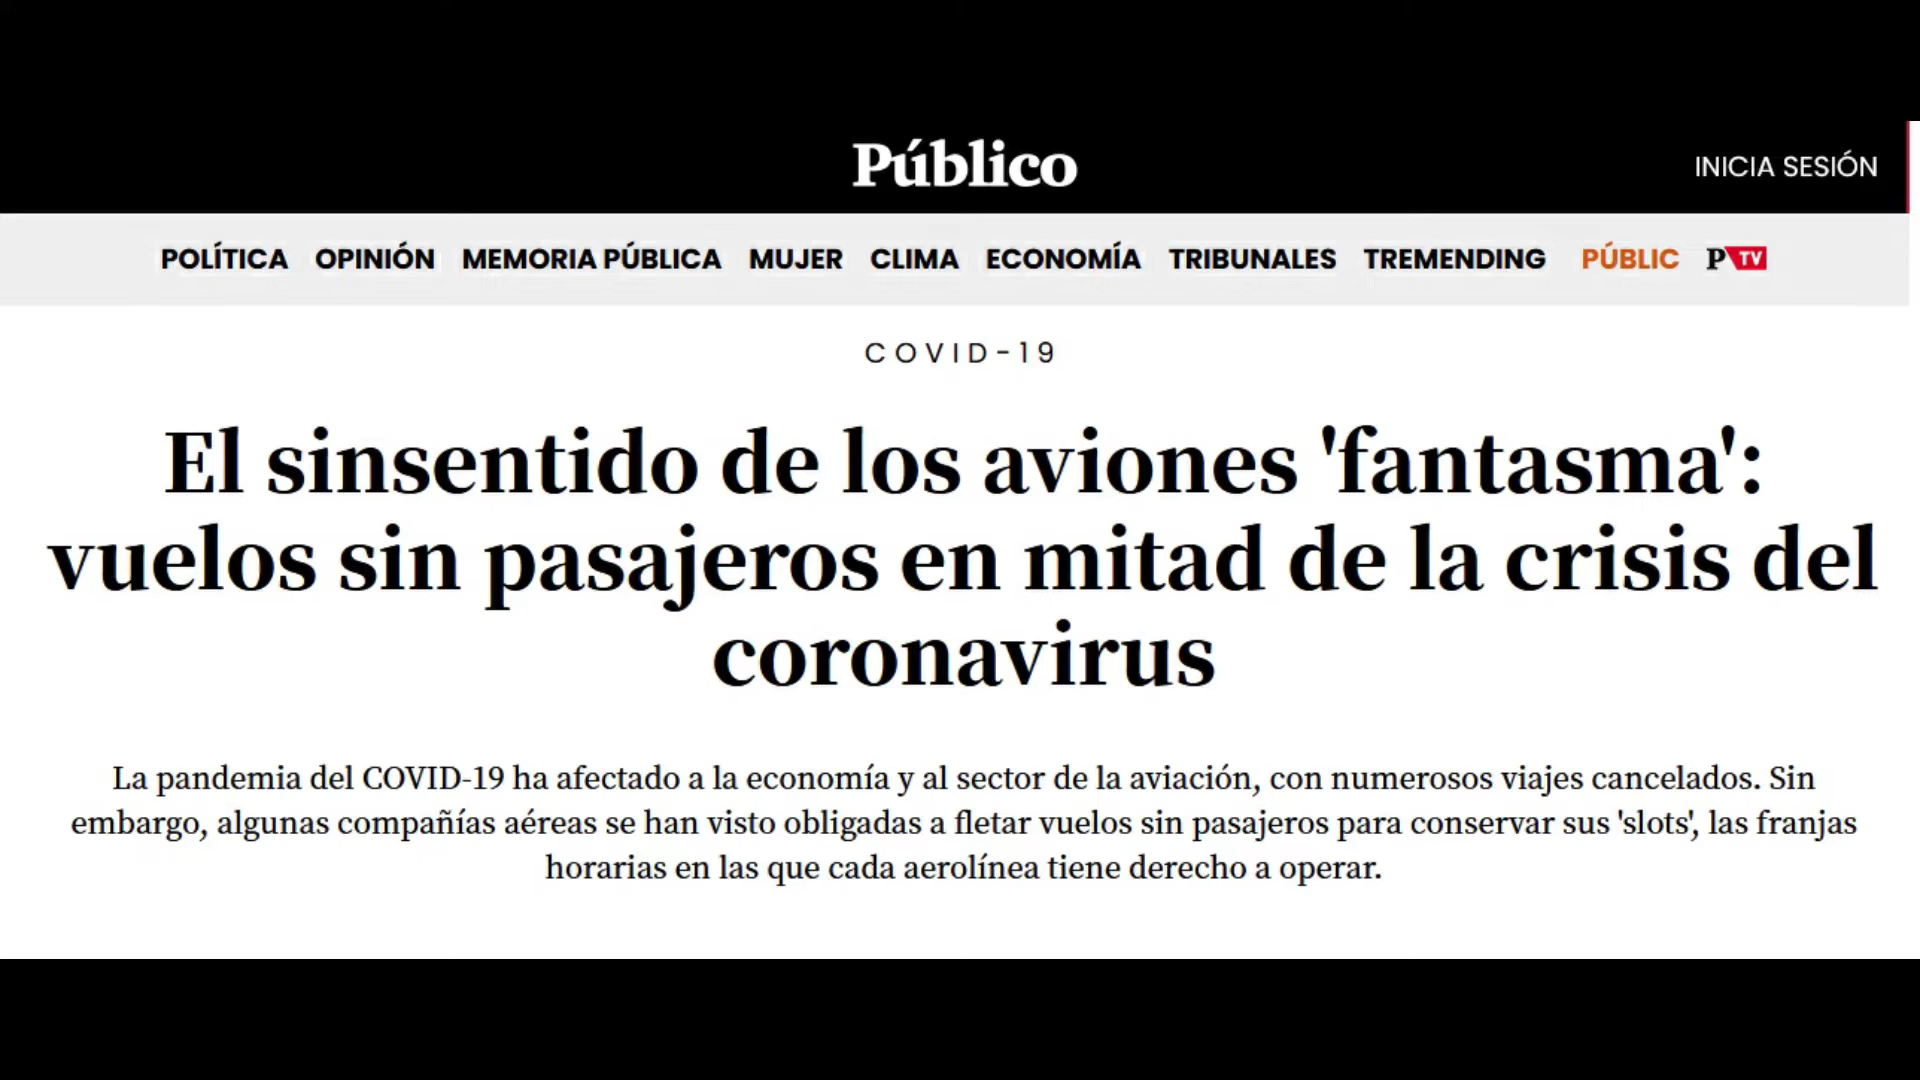 Público
INICIA SESIÓN
POLÍTICA OPINIÓN MEMORIA PÚBLICA MUJER CLIMA ECONOMÍA TRIBUNALES TREMENDING PÚBLIC P TV
COVID-19
El sinsentido de los aviones 'fantasma':
vuelos sin pasajeros en mitad de la crisis del
coronavirus
La pandemia del COVID-19 ha afectado a la economía y al sector de la aviación, con numerosos viajes cancelados. Sin
embargo, algunas compañías aéreas se han visto obligadas a fletar vuelos sin pasajeros para conservar sus 'slots', las franjas
horarias en las que cada aerolínea tiene derecho a operar.